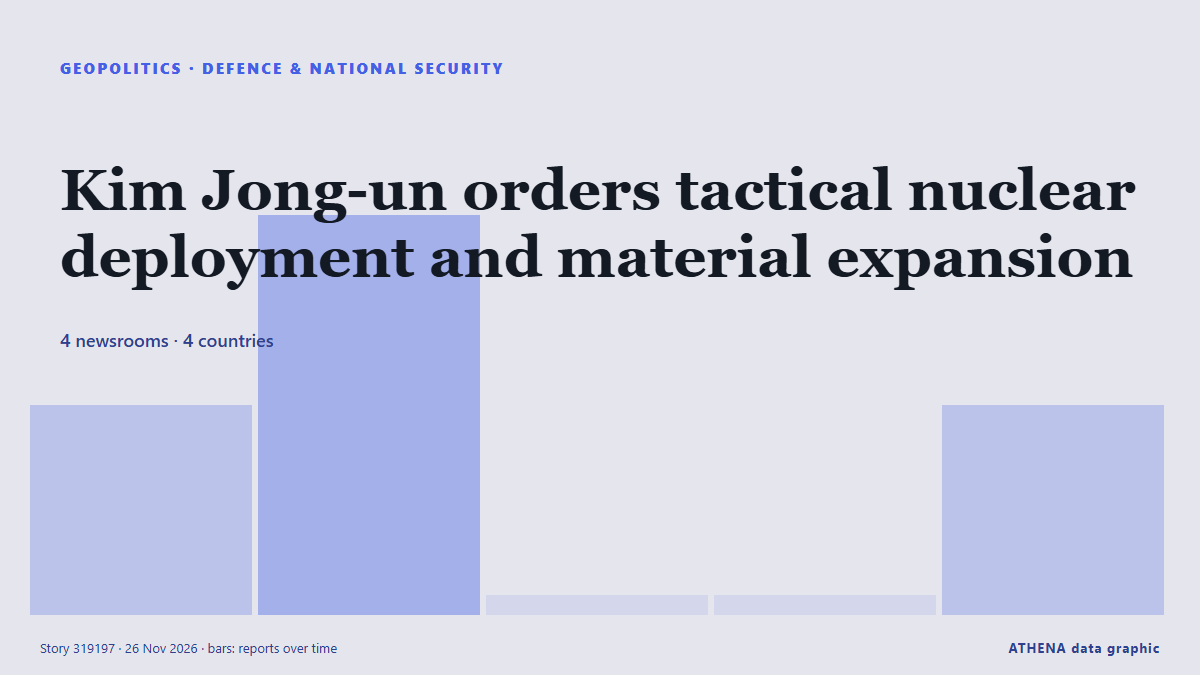 GEOPOLITICS · DEFENCE & NATIONAL SECURITY
Kim Jong-un orders tactical nuclear
deployment and material expansion
4 newsrooms · 4 countries
Story 319197 · 26 Nov 2026 · bars: reports over time
ATHENA data graphic